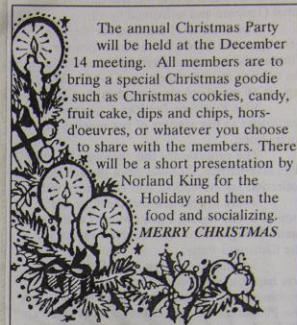 The annual Christmas Party
will be held at the December
14 meeting. All members are to
bring a special Christmas goodie
such as Christmas cookies, candy,
fruit cake, dips and chips, hors-
d'oeuvres, or whatever you choose
to share with the members. There
will be a short presentation by
Norland King for the
Holiday and then the
food and socializing.
MERRY CHRISTMAS